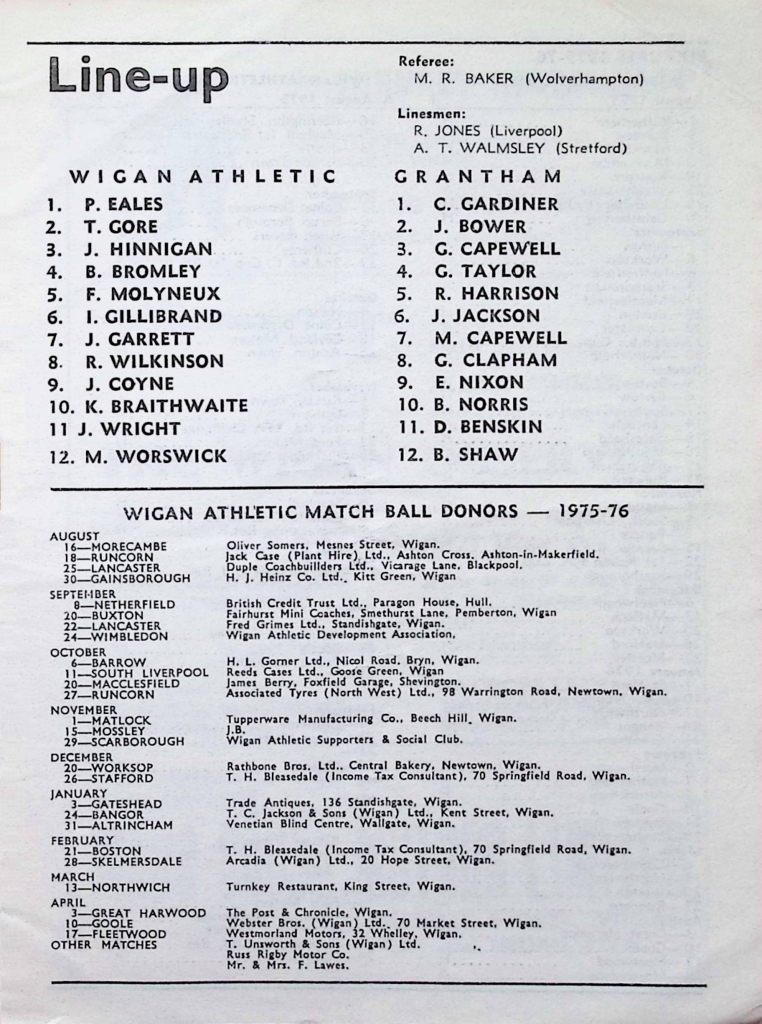 Line-up
Referee:
M. R. BAKER (Wolverhampton)
Linesmen:
R. JONES (Liverpool)
A. T. WALMSLEY (Stretford)
WIGAN ATHLETIC
1. P. EALES
2. T. GORE
3. J. HINNIGAN
4. B. BROMLEY
5. F. MOLYNEUX
6. I. GILLIBRAND
7. J. GARRETT
8. R. WILKINSON
9. J. COYNE
10. K. BRAITHWAITE
11 J. WRIGHT
12. M. WORSWICK
GRANTHAM
1. C. GARDINER
2. J. BOWER
3. G. CAPEWELL
4. G. TAYLOR
5. R. HARRISON
6. J. JACKSON
7. M. CAPEWELL
8. G. CLAPHAM
9. E. NIXON
10. B. NORRIS
11. D. BENSKIN
12. B. SHAW
WIGAN ATHLETIC MATCH BALL DONORS — 1975-76
AUGUST
16—MORECAMBE Oliver Somers, Mesnes Street, Wigan.
18—RUNCORN Jack Case (Plant Hire) Ltd., Ashton Cross, Ashton-in-Makerfield.
25—LANCASTER Duple Coachbuillders Ltd., Vicarage Lane, Blackpool.
30—GAINSBOROUGH H. J. Heinz Co. Ltd., Kitt Green, Wigan
SEPTEMBER
8—NETHERFIELD British Credit Trust Ltd., Paragon House, Hull.
20—BUXTON Fairhurst Mini Coaches, Smethurst Lane, Pemberton, Wigan
22—LANCASTER Fred Grimes Ltd., Standishgate, Wigan.
24—WIMBLEDON Wigan Athletic Development Association.
OCTOBER
6—BARROW H. L. Gorner Ltd., Nicol Road, Bryn, Wigan.
11—SOUTH LIVERPOOL Reeds Cases Ltd., Goose Green, Wigan
20—MACCLESFIELD James Berry, Foxfield Garage, Shevington.
27—RUNCORN Associated Tyres (North West) Ltd., 98 Warrington Road, Newtown, Wigan.
NOVEMBER
1—MATLOCK Tupperware Manufacturing Co., Beech Hill, Wigan.
15—MOSSLEY J.B.
29—SCARBOROUGH Wigan Athletic Supporters & Social Club.
DECEMBER
20—WORKSOP Rathbone Bros. Ltd., Central Bakery, Newtown, Wigan.
26—STAFFORD T. H. Bleasedale (Income Tax Consultant), 70 Springfield Road, Wigan.
JANUARY
3—GATESHEAD Trade Antiques, 136 Standishgate, Wigan.
24—BANGOR T. C. Jackson & Sons (Wigan) Ltd., Kent Street, Wigan.
31—ALTRINCHAM Venetian Blind Centre, Wallgate, Wigan.
FEBRUARY
21—BOSTON T. H. Bleasedale (Income Tax Consultant), 70 Springfield Road, Wigan.
28—SKELMERSDALE Arcadia (Wigan) Ltd., 20 Hope Street, Wigan.
MARCH
13—NORTHWICH Turnkey Restaurant, King Street, Wigan.
APRIL
3—GREAT HARWOOD The Post & Chronicle, Wigan.
10—GOOLE Webster Bros. (Wigan) Ltd., 70 Market Street, Wigan.
17—FLEETWOOD Westmorland Motors, 32 Whelley, Wigan.
OTHER MATCHES T. Unsworth & Sons (Wigan) Ltd.
Russ Rigby Motor Co.
Mr. & Mrs. F. Lawes.